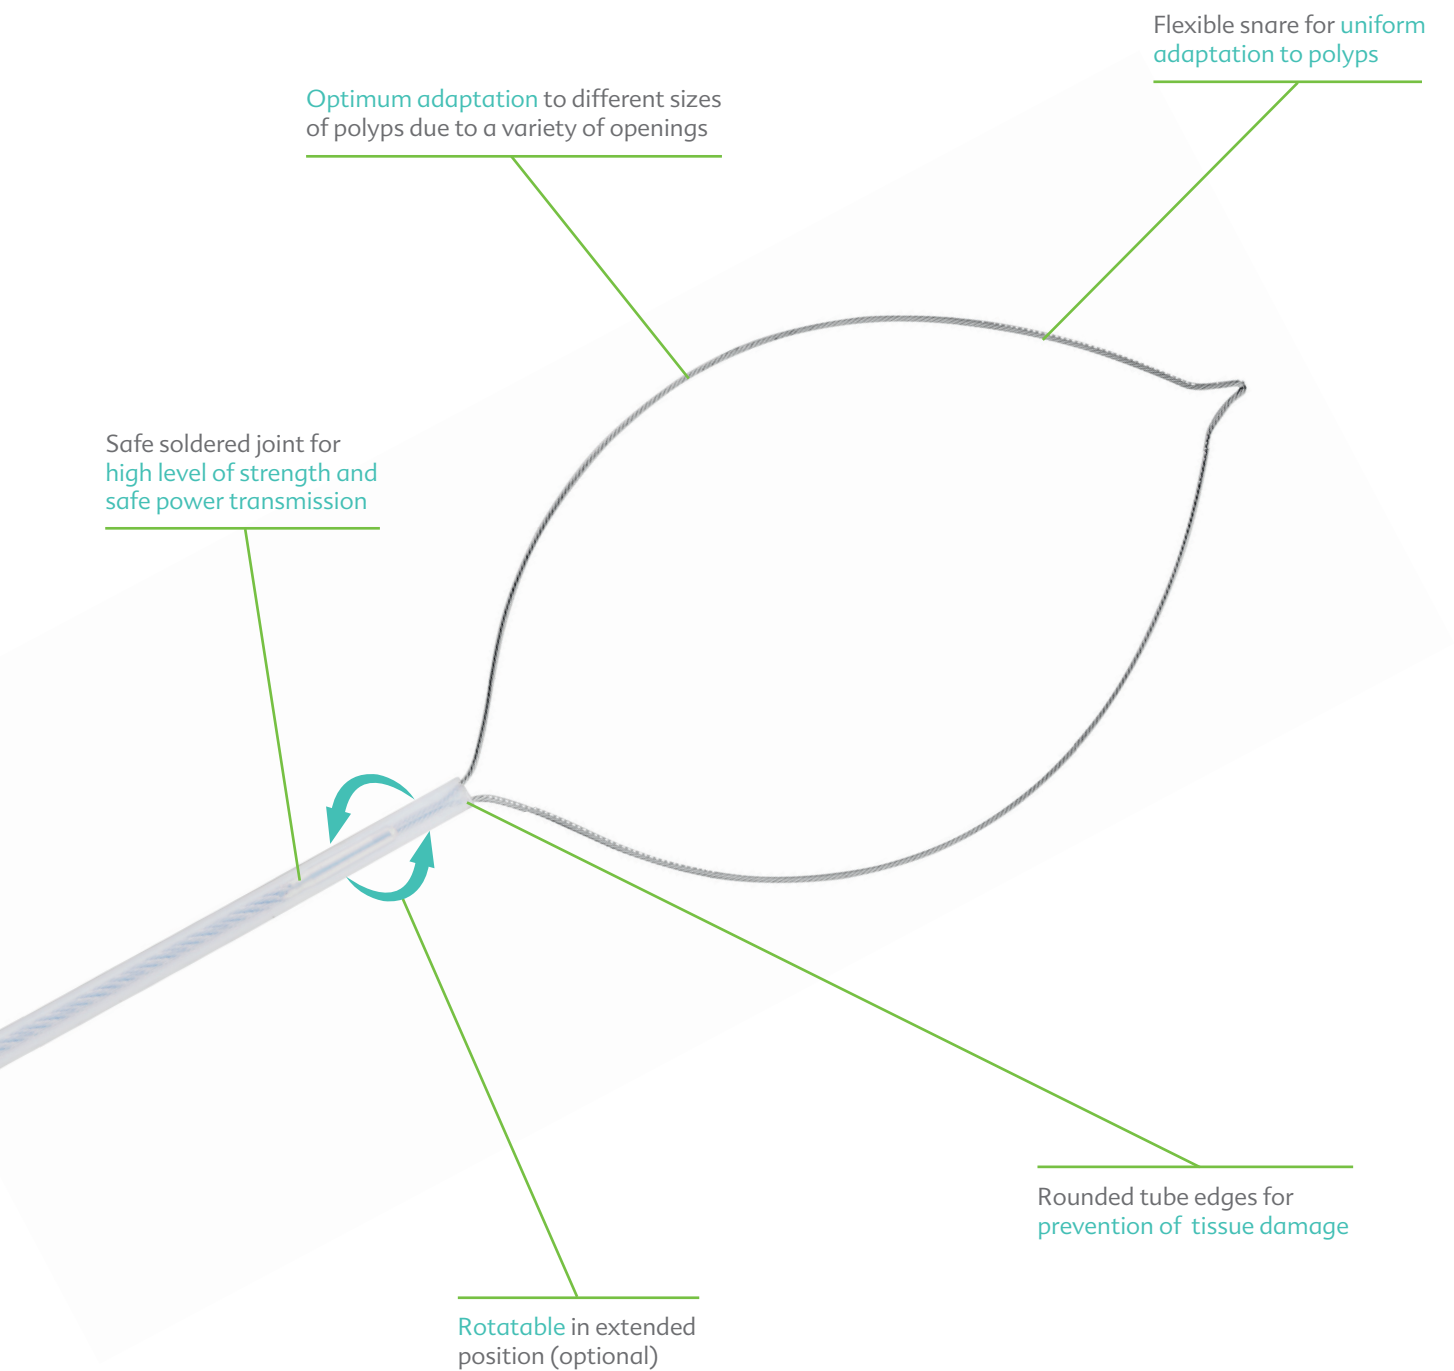 Flexible snare for uniform
adaptation to polyps
Optimum adaptation to different sizes
of polyps due to a variety of openings
Safe soldered joint for
high level of strength and
safe power transmission
Rounded tube edges for
prevention of tissue damage
Rotatable in extended
position (optional)